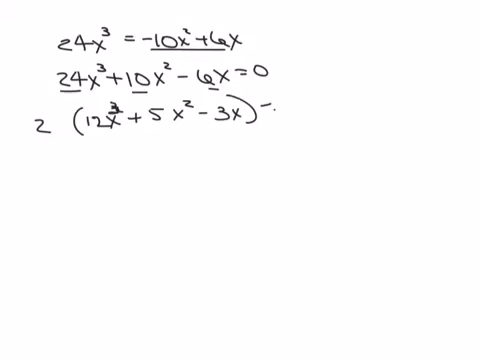 24x³ = -10x² + 6x
24x³ + 10x² - 6x = 0
2 (12x³ + 5x² - 3x) =